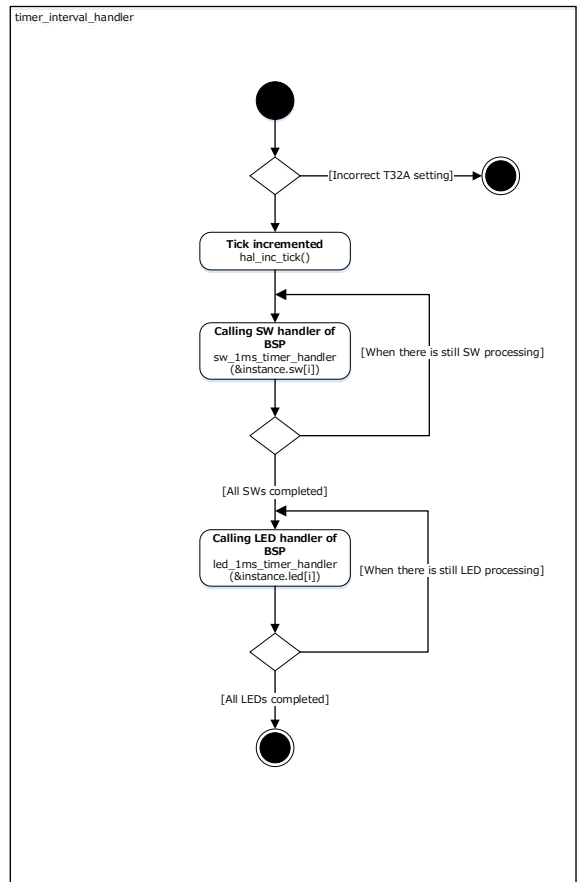 timer_interval_handler
[Incorrect T32A setting]
Tick incremented
hal_inc_tick()
Calling SW handler of
BSP
sw_1ms_timer_handler
(&instance.sw[i])
[When there is still SW processing]
[All SWs completed]
Calling LED handler of
BSP
led_1ms_timer_handler
(&instance.led[i])
[When there is still LED processing]
[All LEDs completed]